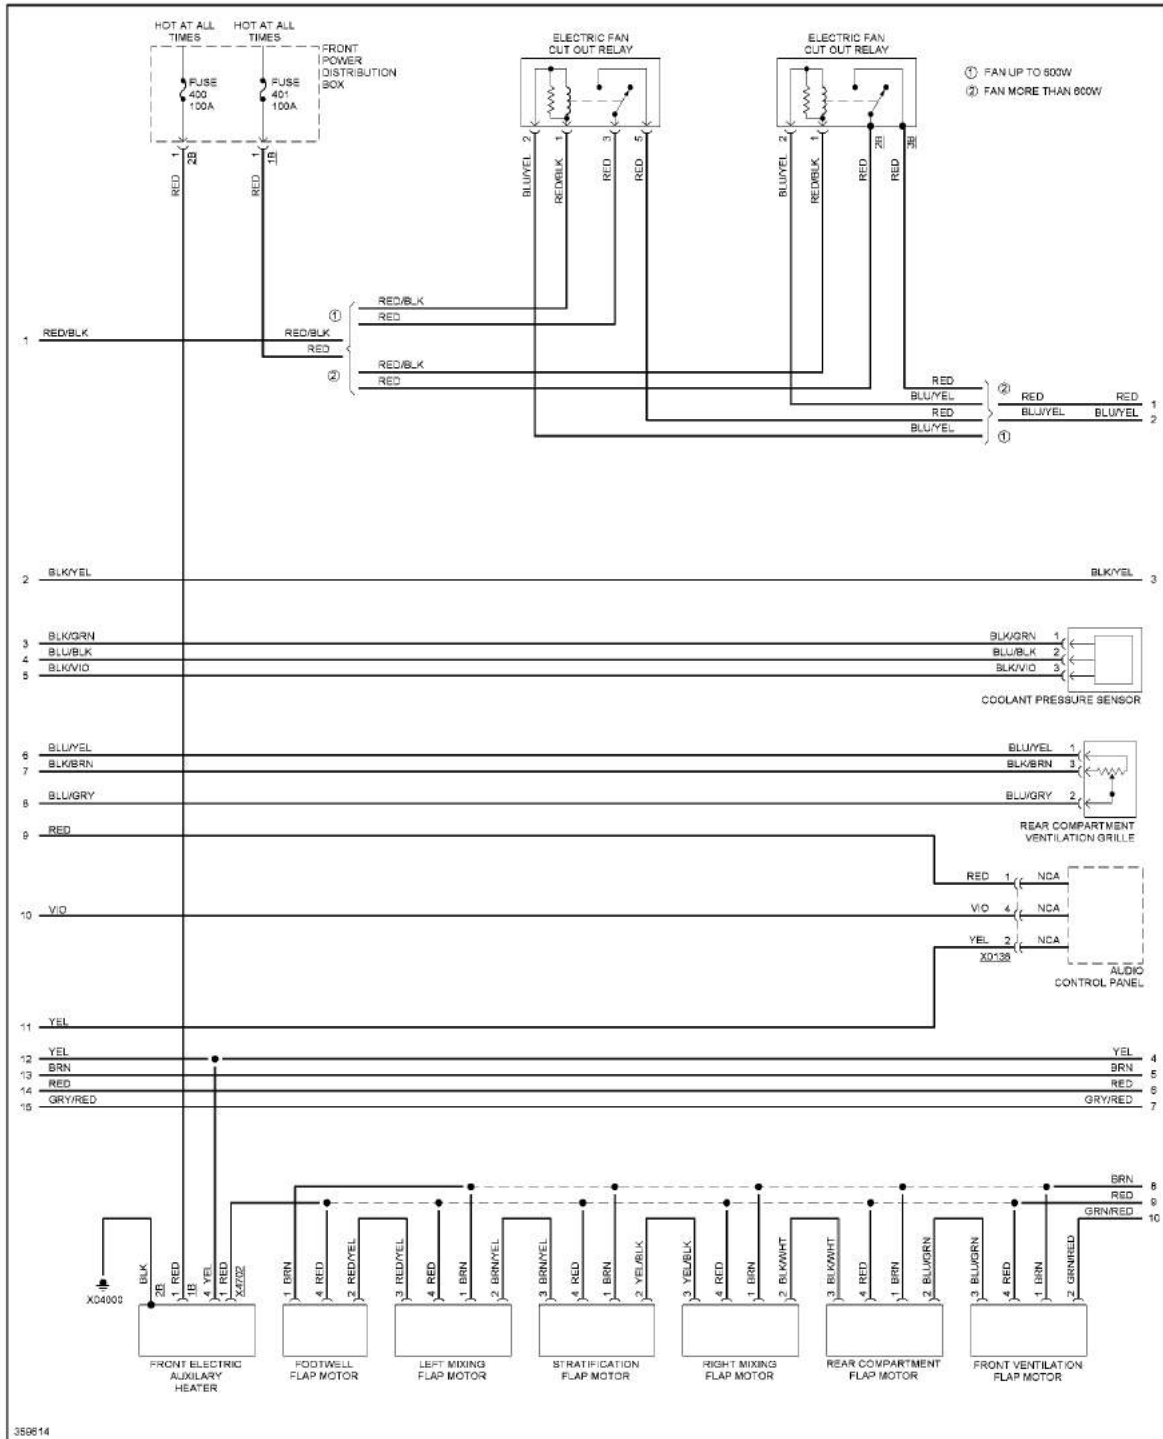 HOT AT ALL TIMES
HOT AT ALL TIMES
FRONT POWER DISTRIBUTION BOX
FUSE 400 100A
FUSE 401 100A
1 2B
1 1B
RED
RED
ELECTRIC FAN CUT OUT RELAY
2 1 3 5
BLU/YEL
RED/BLK
RED
RED
ELECTRIC FAN CUT OUT RELAY
2 1 2B 3B
BLU/YEL
RED/BLK
RED
RED
① FAN UP TO 600W
② FAN MORE THAN 600W
① RED/BLK
RED
1 RED/BLK RED/BLK
RED
② RED/BLK
RED
RED ②
BLU/YEL RED RED 1
RED BLU/YEL BLU/YEL 2
BLU/YEL ①
2 BLK/YEL BLK/YEL 3
3 BLK/GRN BLK/GRN 1
4 BLU/BLK BLU/BLK 2
5 BLK/VIO BLK/VIO 3
COOLANT PRESSURE SENSOR
6 BLU/YEL BLU/YEL 1
7 BLK/BRN BLK/BRN 3
8 BLU/GRY BLU/GRY 2
REAR COMPARTMENT
VENTILATION GRILLE
9 RED
RED 1 NCA
10 VIO VIO 4 NCA
YEL 2 NCA
X0136
AUDIO
CONTROL PANEL
11 YEL
12 YEL YEL 4
13 BRN BRN 5
14 RED RED 6
15 GRY/RED GRY/RED 7
BRN 8
RED 9
GRN/RED 10
X04000
BLK 2B
1 RED 1B
4 YEL
1 RED X4702
FRONT ELECTRIC
AUXILARY
HEATER
1 BRN
4 RED
2 RED/YEL
FOOTWELL
FLAP MOTOR
3 RED/YEL
4 RED
1 BRN
2 BRN/YEL
LEFT MIXING
FLAP MOTOR
3 BRN/YEL
4 RED
1 BRN
2 YEL/BLK
STRATIFICATION
FLAP MOTOR
3 YEL/BLK
4 RED
1 BRN
2 BLK/WHT
RIGHT MIXING
FLAP MOTOR
3 BLK/WHT
4 RED
1 BRN
2 BLU/GRN
REAR COMPARTMENT
FLAP MOTOR
3 BLU/GRN
4 RED
1 BRN
2 GRN/RED
FRONT VENTILATION
FLAP MOTOR
359614